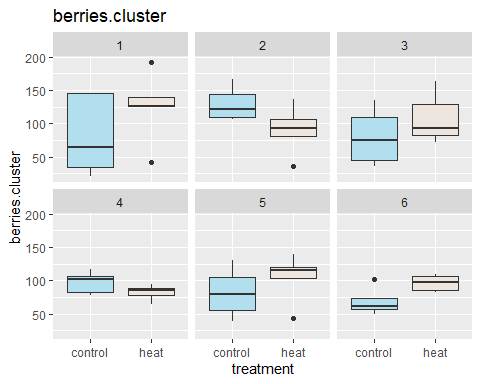 berries.cluster
1 2 3
200
150
100
50
4 5 6
200
150
100
50
berries.cluster
control heat control heat control heat
treatment